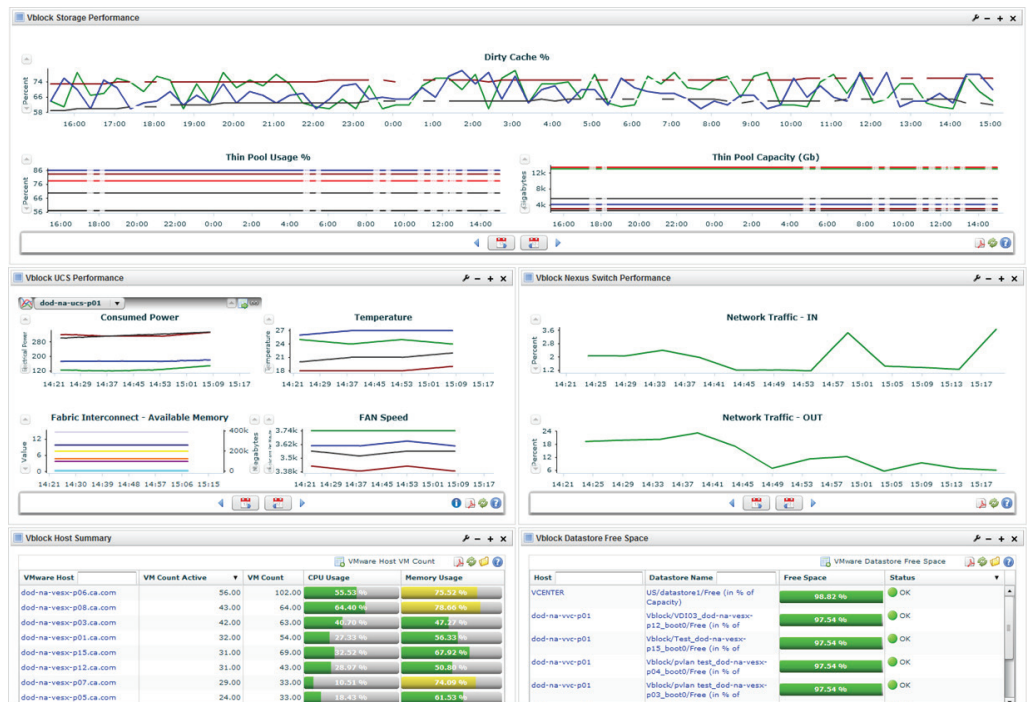 Vblock Storage Performance
Dirty Cache %
Percent
74
66
58
16:00 17:00 18:00 19:00 20:00 21:00 22:00 23:00 0:00 1:00 2:00 3:00 4:00 5:00 6:00 7:00 8:00 9:00 10:00 11:00 12:00 13:00 14:00 15:00
Thin Pool Usage %
Percent
86
76
66
56
16:00 18:00 20:00 22:00 0:00 2:00 4:00 6:00 8:00 10:00 12:00 14:00
Thin Pool Capacity (Gb)
12k
8k
4k
16:00 18:00 20:00 22:00 0:00 2:00 4:00 6:00 8:00 10:00 12:00 14:00
Vblock UCS Performance
dod-na-ucs-p01
Consumed Power
280
200
120
14:21 14:29 14:37 14:45 14:53 15:01 15:09 15:17
Temperature
27
24
21
18
14:21 14:29 14:37 14:45 14:53 15:01 15:09 15:17
Fabric Interconnect - Available Memory
Value
12
6
0
400k
200k
0
14:21 14:30 14:39 14:48 14:57 15:06 15:15
FAN Speed
3.74k
3.62k
3.5k
3.38k
14:21 14:29 14:37 14:45 14:53 15:01 15:09 15:17
Vblock Nexus Switch Performance
Network Traffic - IN
Percent
3.6
2.8
2
1.2
14:21 14:25 14:29 14:33 14:37 14:41 14:45 14:49 14:53 14:57 15:01 15:05 15:09 15:13 15:17
Network Traffic - OUT
Percent
24
18
12
6
14:21 14:25 14:29 14:33 14:37 14:41 14:45 14:49 14:53 14:57 15:01 15:05 15:09 15:13 15:17
Vblock Host Summary
VMware Host VM Count
VMware Host VM Count Active VM Count CPU Usage Memory Usage
dod-na-vesx-p06.ca.com 56.00 102.00 55.53 % 75.52 %
dod-na-vesx-p08.ca.com 43.00 64.00 64.40 % 78.66 %
dod-na-vesx-p03.ca.com 42.00 63.00 40.70 % 47.27 %
dod-na-vesx-p01.ca.com 32.00 54.00 27.33 % 56.33 %
dod-na-vesx-p15.ca.com 31.00 69.00 32.52 % 67.92 %
dod-na-vesx-p12.ca.com 31.00 43.00 28.97 % 50.80 %
dod-na-vesx-p07.ca.com 29.00 33.00 10.51 % 74.09 %
dod-na-vesx-p05.ca.com 24.00 33.00 18.43 % 61.53 %
Vblock Datastore Free Space
VMware Datastore Free Space
Host Datastore Name Free Space Status
VCENTER US/datastore1/Free (in % of 98.82 % OK
Capacity)
dod-na-vvc-p01 Vblock/VDI03_dod-na-vesx- 97.54 % OK
p12_boot0/Free (in % of
dod-na-vvc-p01 Vblock/Test_dod-na-vesx- 97.54 % OK
p15_boot0/Free (in % of
dod-na-vvc-p01 Vblock/pvlan test_dod-na-vesx- 97.54 % OK
p04_boot0/Free (in % of
dod-na-vvc-p01 Vblock/pvlan test_dod-na-vesx- 97.54 % OK
p03_boot0/Free (in % of